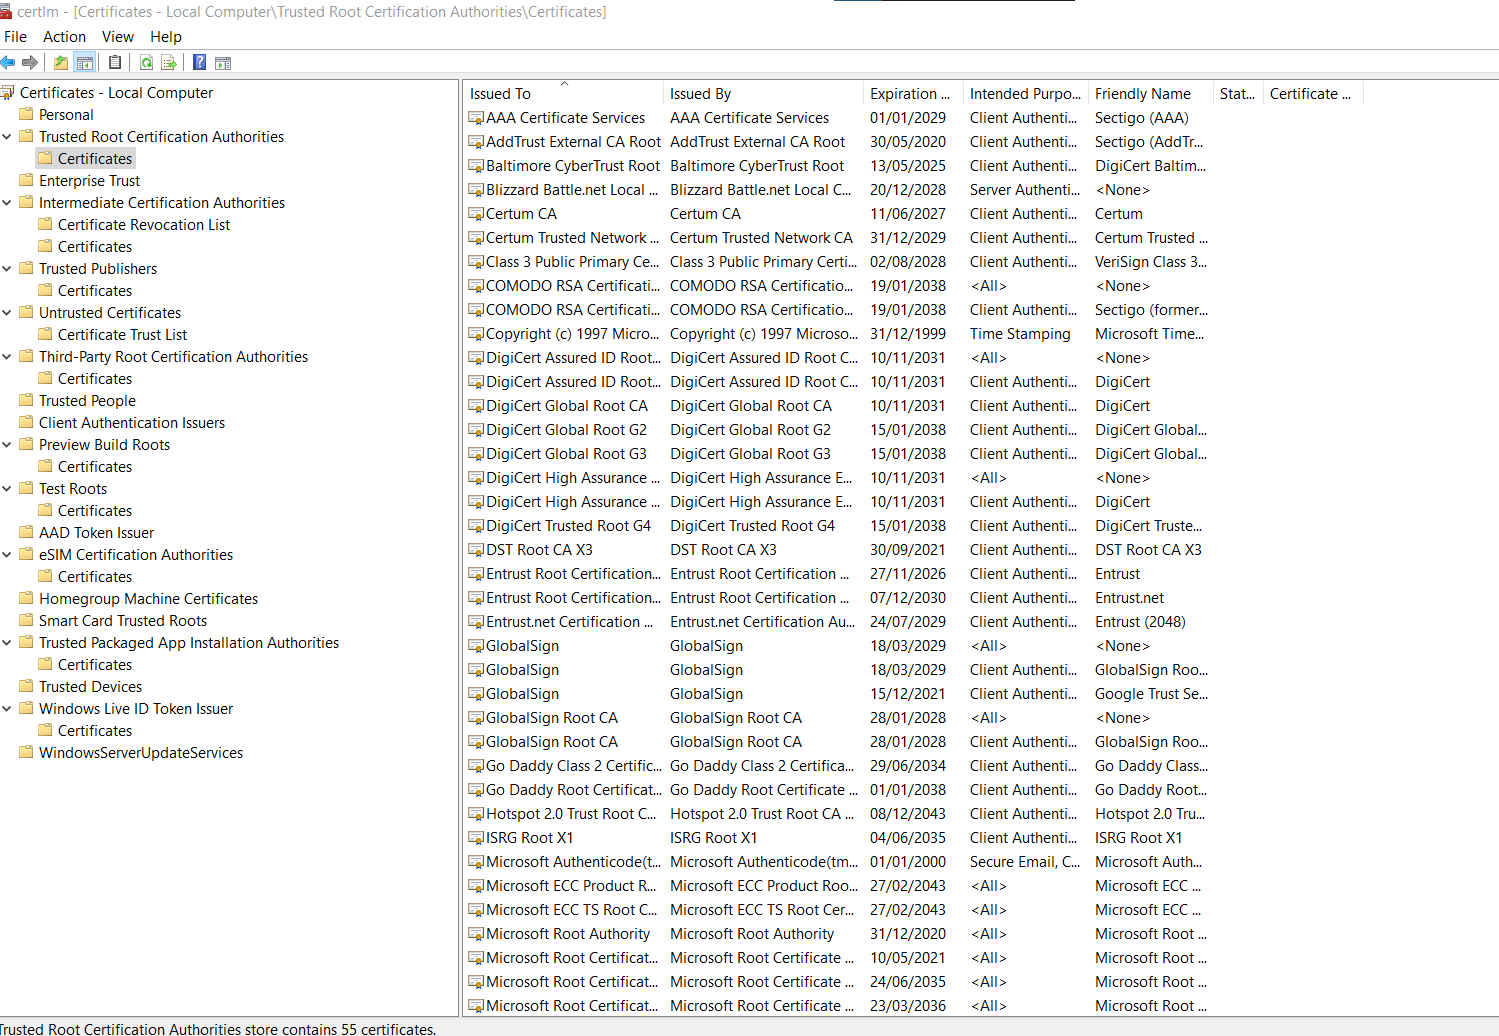 certlm - [Certificates - Local Computer\Trusted Root Certification Authorities\Certificates]
File Action View Help
Certificates - Local Computer
Personal
Trusted Root Certification Authorities
Certificates
Enterprise Trust
Intermediate Certification Authorities
Certificate Revocation List
Certificates
Trusted Publishers
Certificates
Untrusted Certificates
Certificate Trust List
Third-Party Root Certification Authorities
Certificates
Trusted People
Client Authentication Issuers
Preview Build Roots
Certificates
Test Roots
Certificates
AAD Token Issuer
eSIM Certification Authorities
Certificates
Homegroup Machine Certificates
Smart Card Trusted Roots
Trusted Packaged App Installation Authorities
Certificates
Trusted Devices
Windows Live ID Token Issuer
Certificates
WindowsServerUpdateServices
Issued To Issued By Expiration ... Intended Purpo... Friendly Name Stat... Certificate ...
AAA Certificate Services AAA Certificate Services 01/01/2029 Client Authenti... Sectigo (AAA)
AddTrust External CA Root AddTrust External CA Root 30/05/2020 Client Authenti... Sectigo (AddTr...
Baltimore CyberTrust Root Baltimore CyberTrust Root 13/05/2025 Client Authenti... DigiCert Baltim...
Blizzard Battle.net Local ... Blizzard Battle.net Local C... 20/12/2028 Server Authenti... <None>
Certum CA Certum CA 11/06/2027 Client Authenti... Certum
Certum Trusted Network ... Certum Trusted Network CA 31/12/2029 Client Authenti... Certum Trusted ...
Class 3 Public Primary Ce... Class 3 Public Primary Certi... 02/08/2028 Client Authenti... VeriSign Class 3...
COMODO RSA Certificati... COMODO RSA Certificatio... 19/01/2038 <All> <None>
COMODO RSA Certificati... COMODO RSA Certificatio... 19/01/2038 Client Authenti... Sectigo (former...
Copyright (c) 1997 Micro... Copyright (c) 1997 Microso... 31/12/1999 Time Stamping Microsoft Time...
DigiCert Assured ID Root... DigiCert Assured ID Root C... 10/11/2031 <All> <None>
DigiCert Assured ID Root... DigiCert Assured ID Root C... 10/11/2031 Client Authenti... DigiCert
DigiCert Global Root CA DigiCert Global Root CA 10/11/2031 Client Authenti... DigiCert
DigiCert Global Root G2 DigiCert Global Root G2 15/01/2038 Client Authenti... DigiCert Global...
DigiCert Global Root G3 DigiCert Global Root G3 15/01/2038 Client Authenti... DigiCert Global...
DigiCert High Assurance ... DigiCert High Assurance E... 10/11/2031 <All> <None>
DigiCert High Assurance ... DigiCert High Assurance E... 10/11/2031 Client Authenti... DigiCert
DigiCert Trusted Root G4 DigiCert Trusted Root G4 15/01/2038 Client Authenti... DigiCert Truste...
DST Root CA X3 DST Root CA X3 30/09/2021 Client Authenti... DST Root CA X3
Entrust Root Certification... Entrust Root Certification ... 27/11/2026 Client Authenti... Entrust
Entrust Root Certification... Entrust Root Certification ... 07/12/2030 Client Authenti... Entrust.net
Entrust.net Certification ... Entrust.net Certification Au... 24/07/2029 Client Authenti... Entrust (2048)
GlobalSign GlobalSign 18/03/2029 <All> <None>
GlobalSign GlobalSign 18/03/2029 Client Authenti... GlobalSign Roo...
GlobalSign GlobalSign 15/12/2021 Client Authenti... Google Trust Se...
GlobalSign Root CA GlobalSign Root CA 28/01/2028 <All> <None>
GlobalSign Root CA GlobalSign Root CA 28/01/2028 Client Authenti... GlobalSign Roo...
Go Daddy Class 2 Certific... Go Daddy Class 2 Certifica... 29/06/2034 Client Authenti... Go Daddy Class...
Go Daddy Root Certificat... Go Daddy Root Certificate ... 01/01/2038 Client Authenti... Go Daddy Root...
Hotspot 2.0 Trust Root C... Hotspot 2.0 Trust Root CA ... 08/12/2043 Client Authenti... Hotspot 2.0 Tru...
ISRG Root X1 ISRG Root X1 04/06/2035 Client Authenti... ISRG Root X1
Microsoft Authenticode(t... Microsoft Authenticode(tm... 01/01/2000 Secure Email, C... Microsoft Auth...
Microsoft ECC Product R... Microsoft ECC Product Roo... 27/02/2043 <All> Microsoft ECC ...
Microsoft ECC TS Root C... Microsoft ECC TS Root Cer... 27/02/2043 <All> Microsoft ECC ...
Microsoft Root Authority Microsoft Root Authority 31/12/2020 <All> Microsoft Root ...
Microsoft Root Certificat... Microsoft Root Certificate ... 10/05/2021 <All> Microsoft Root ...
Microsoft Root Certificat... Microsoft Root Certificate ... 24/06/2035 <All> Microsoft Root ...
Microsoft Root Certificat... Microsoft Root Certificate ... 23/03/2036 <All> Microsoft Root ...
Trusted Root Certification Authorities store contains 55 certificates.